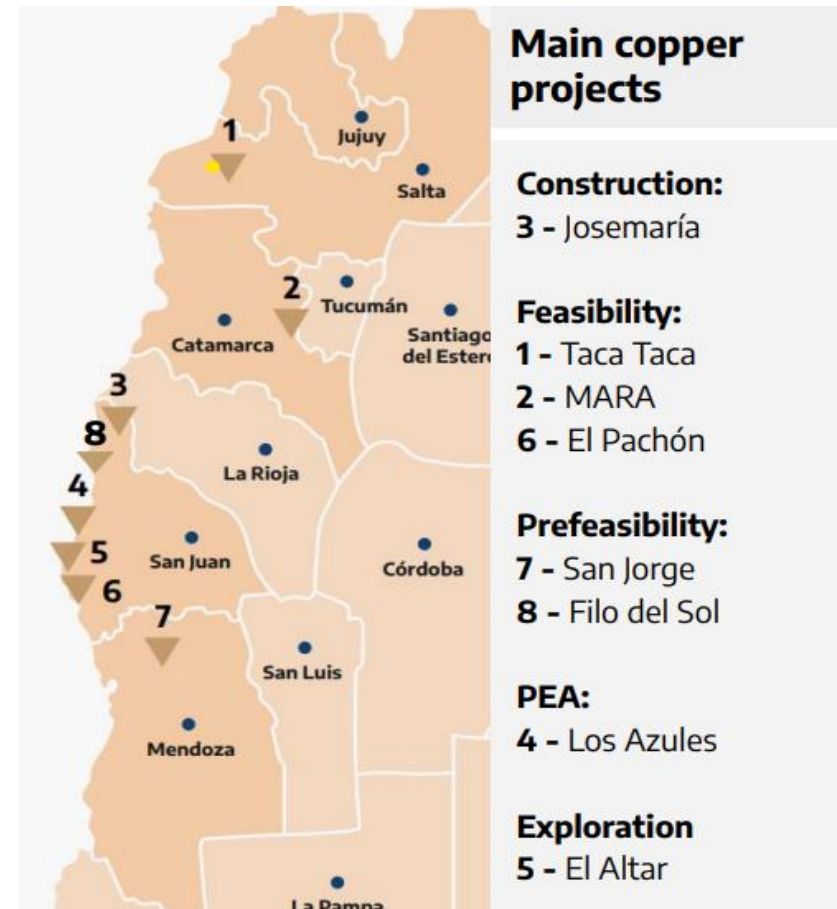 Main copper
projects
Construction:
3 - Josemaría
Feasibility:
1 - Taca Taca
2 - MARA
6 - El Pachón
Prefeasibility:
7 - San Jorge
8 - Filo del Sol
PEA:
4 - Los Azules
Exploration
5 - El Altar
1
Jujuy
Salta
2
Tucumán
Catamarca
Santiago
del Estero
3
8
La Rioja
4
5
San Juan
6
Córdoba
7
San Luis
Mendoza
La Pampa